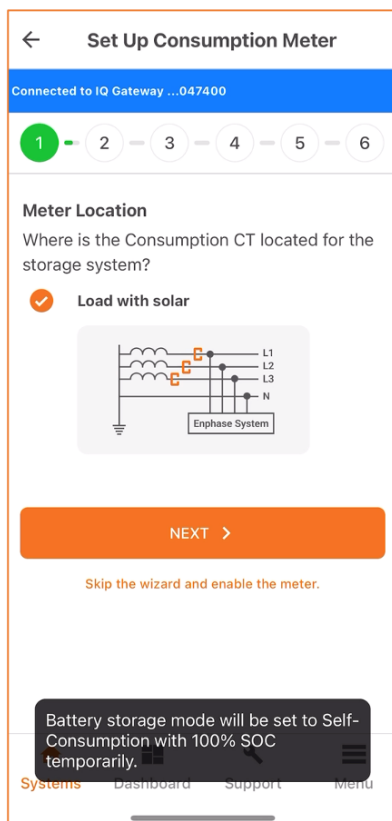 Set Up Consumption Meter
Connected to IQ Gateway ...047400
1 2 3 4 5 6
Meter Location
Where is the Consumption CT located for the
storage system?
Load with solar
L1
L2
L3
N
Enphase System
NEXT
Skip the wizard and enable the meter.
Battery storage mode will be set to Self-
Consumption with 100% SOC
temporarily.
Systems Dashboard Support Menu